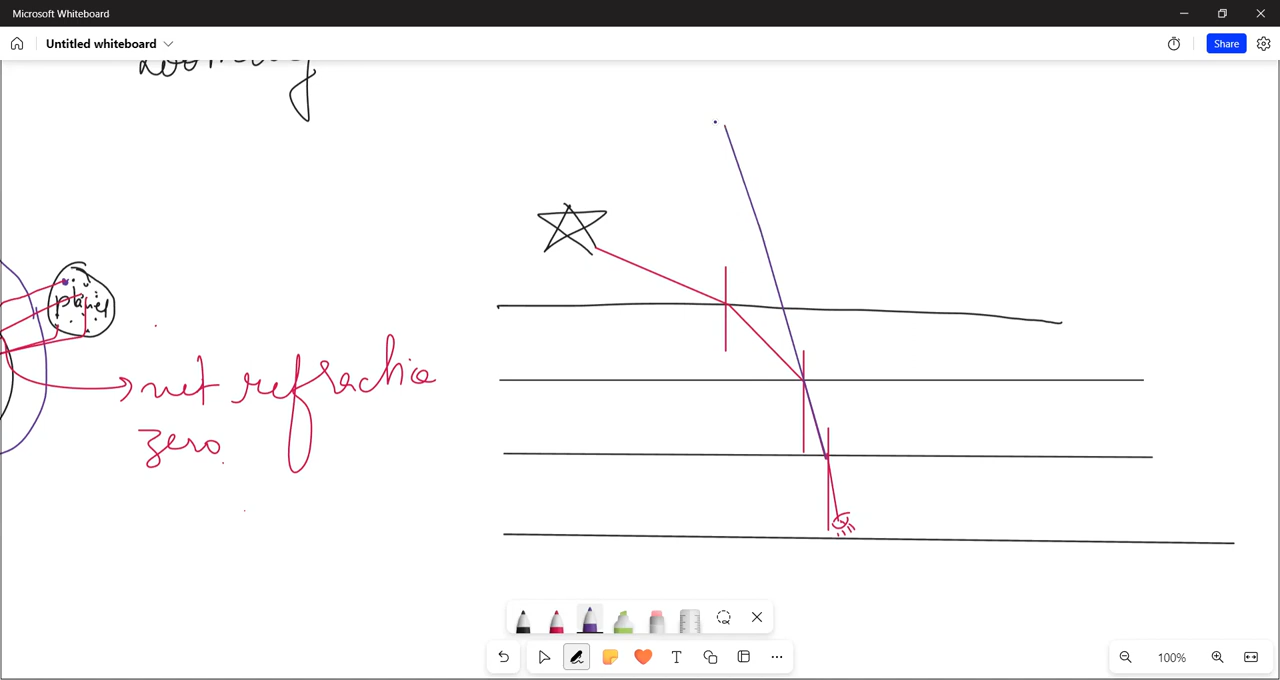 Microsoft Whiteboard
Untitled whiteboard
Share
planet
net refractio
zero.
100%